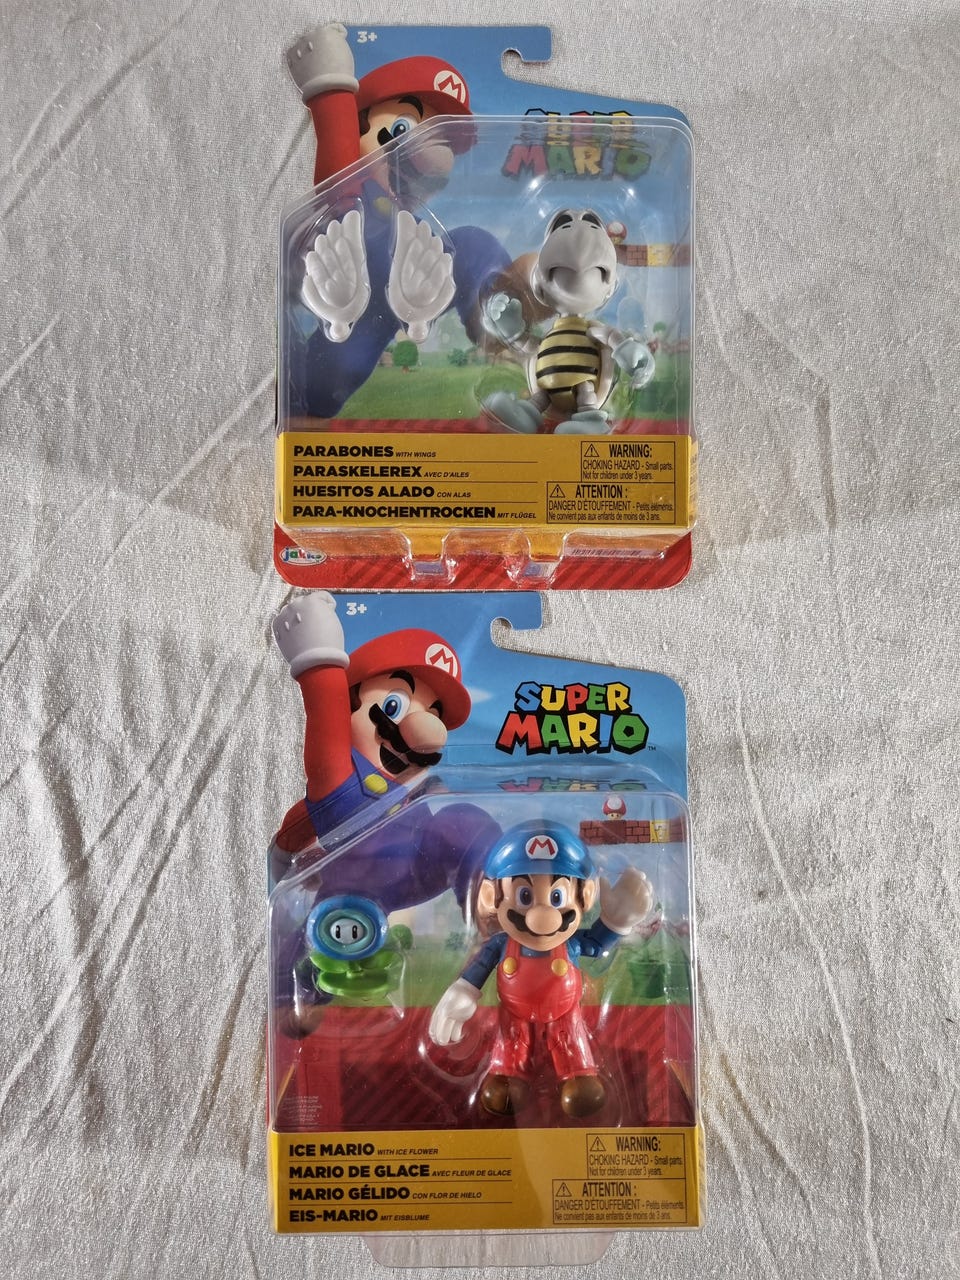 3+
M
SUPER
MARIO
PARABONES WITH WINGS
PARASKELEREX AVEC D'AILES
HUESITOS ALADO CON ALAS
PARA-KNOCHENTROCKEN MIT FLÜGEL
WARNING:
CHOKING HAZARD - Small parts.
Not for children under 3 years.
ATTENTION :
DANGER D'ÉTOUFFEMENT - Petits éléments.
Ne convient pas aux enfants de moins de 3 ans.
jakks
3+
M
SUPER
MARIO™
M
ICE MARIO WITH ICE FLOWER
MARIO DE GLACE AVEC FLEUR DE GLACE
MARIO GÉLIDO CON FLOR DE HIELO
EIS-MARIO MIT EISBLUME
WARNING:
CHOKING HAZARD - Small parts.
Not for children under 3 years.
ATTENTION :
DANGER D'ÉTOUFFEMENT - Petits éléments.
Ne convient pas aux enfants de moins de 3 ans.